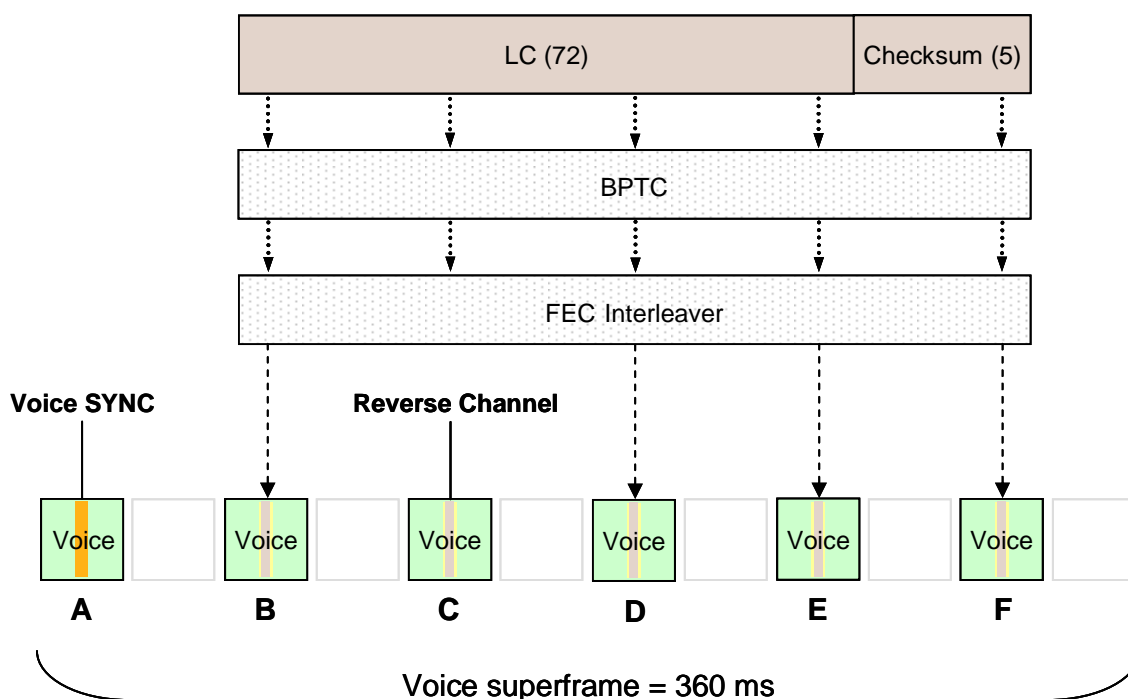 LC (72) Checksum (5)
BPTC
FEC Interleaver
Voice SYNC Reverse Channel
Voice Voice Voice Voice Voice Voice
A B C D E F
Voice superframe = 360 ms